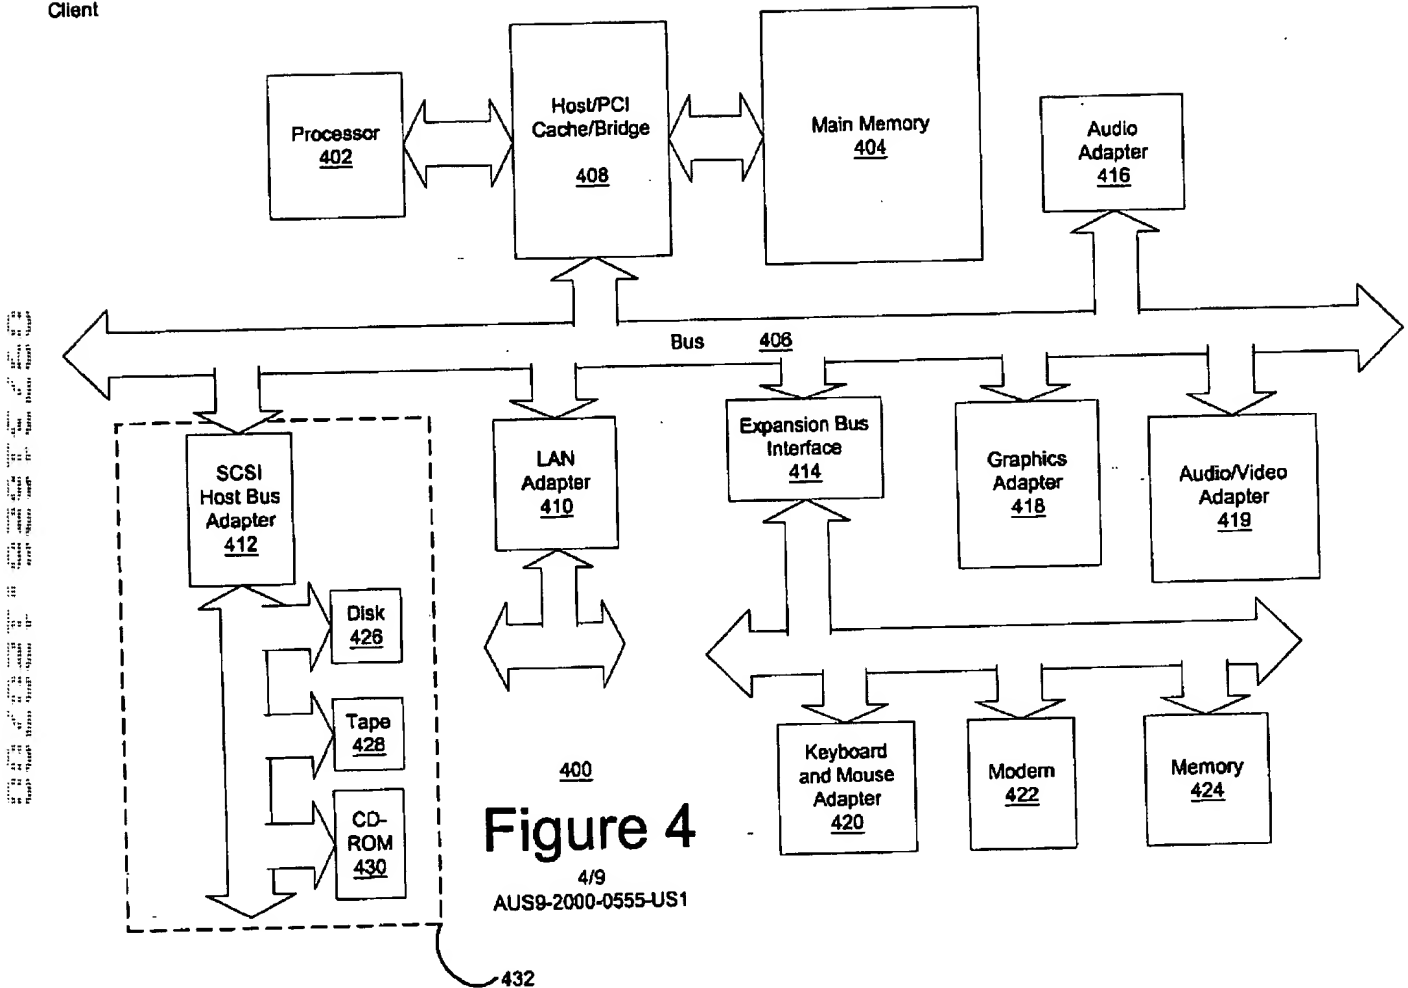 Client
Processor
402
Host/PCI
Cache/Bridge
408
Main Memory
404
Audio
Adapter
416
Bus 406
SCSI
Host Bus
Adapter
412
LAN
Adapter
410
Expansion Bus
Interface
414
Graphics
Adapter
418
Audio/Video
Adapter
419
Disk
426
Tape
428
CD-
ROM
430
Keyboard
and Mouse
Adapter
420
Modem
422
Memory
424
400
Figure 4
4/9
AUS9-2000-0555-US1
432